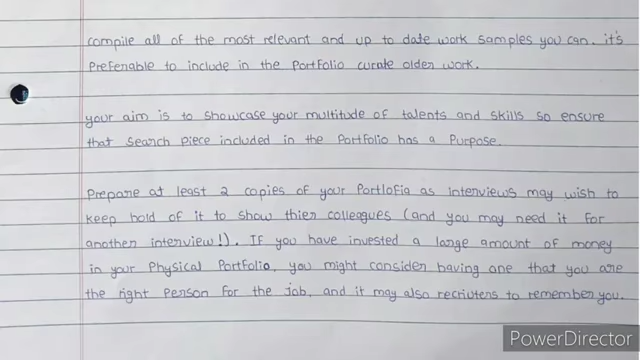 compile all of the most relevant and up to date work samples you can. it's
Preferable to include in the Portfolio curate older work.
your aim is to showcase your multitude of talents and skills so ensure
that search piece included in the Portfolio has a Purpose.
Prepare at least 2 copies of your Portlofia as interviews may wish to
keep hold of it to show thier colleagues (and you may need it for
another interview!). If you have invested a large amount of money
in your Physical Portfolio, you might consider having one that you are
the right Person for the job, and it may also recriuters to remember you.
PowerDirector